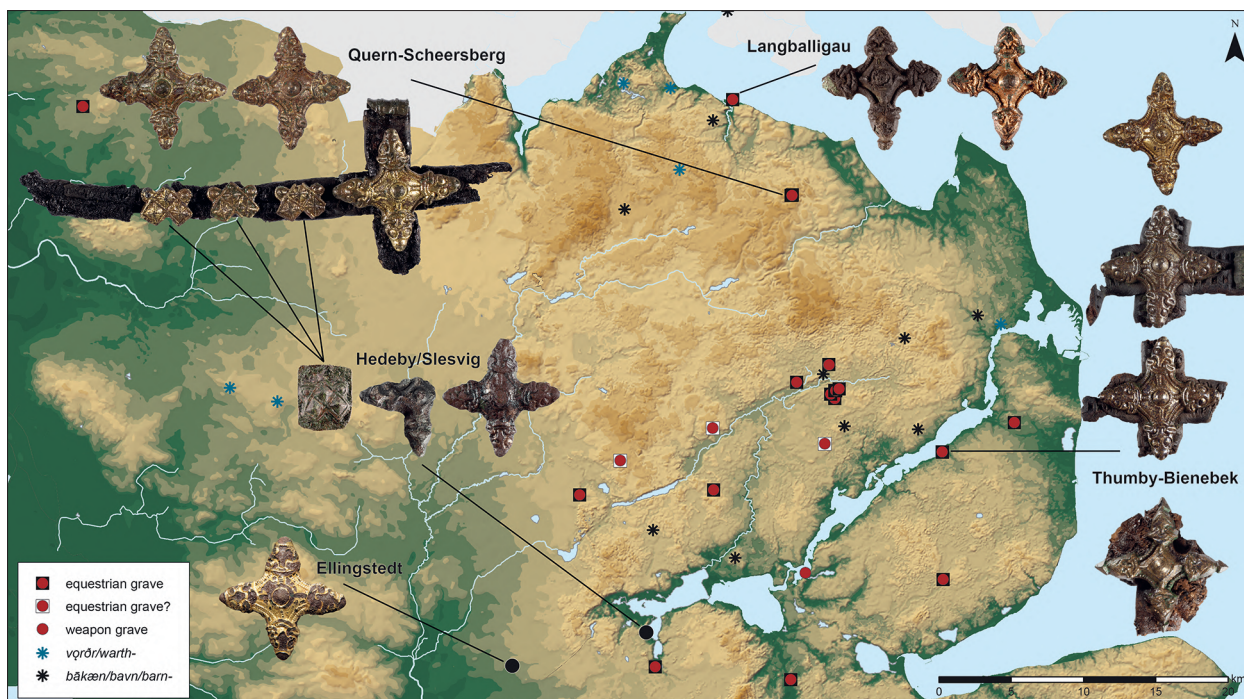 Quern-Scheersberg
Langballigau
N
Hedeby/Slesvig
Thumby-Bienebek
Ellingstedt
equestrian grave
equestrian grave?
weapon grave
vǫrðr/warth-
bākæn/bavn/barn-
0 5 10 15 20 km